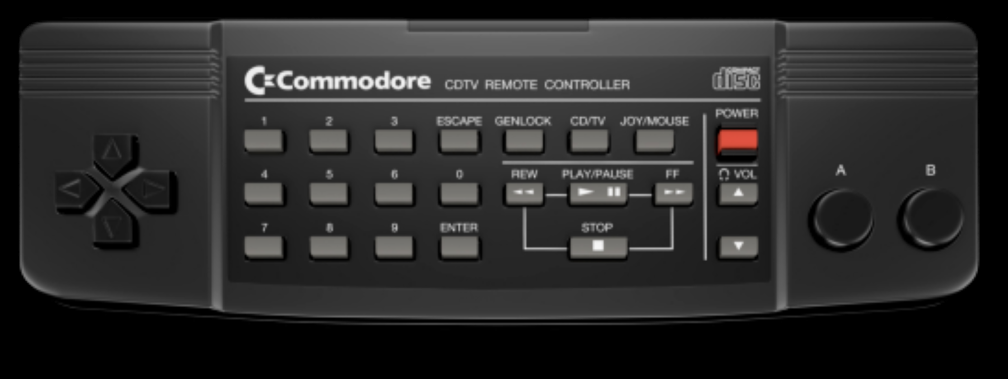 Commodore CDTV REMOTE CONTROLLER COMPACT disc
1 2 3 ESCAPE GENLOCK CD/TV JOY/MOUSE POWER
4 5 6 0 REW PLAY/PAUSE FF VOL
A B
7 8 9 ENTER STOP